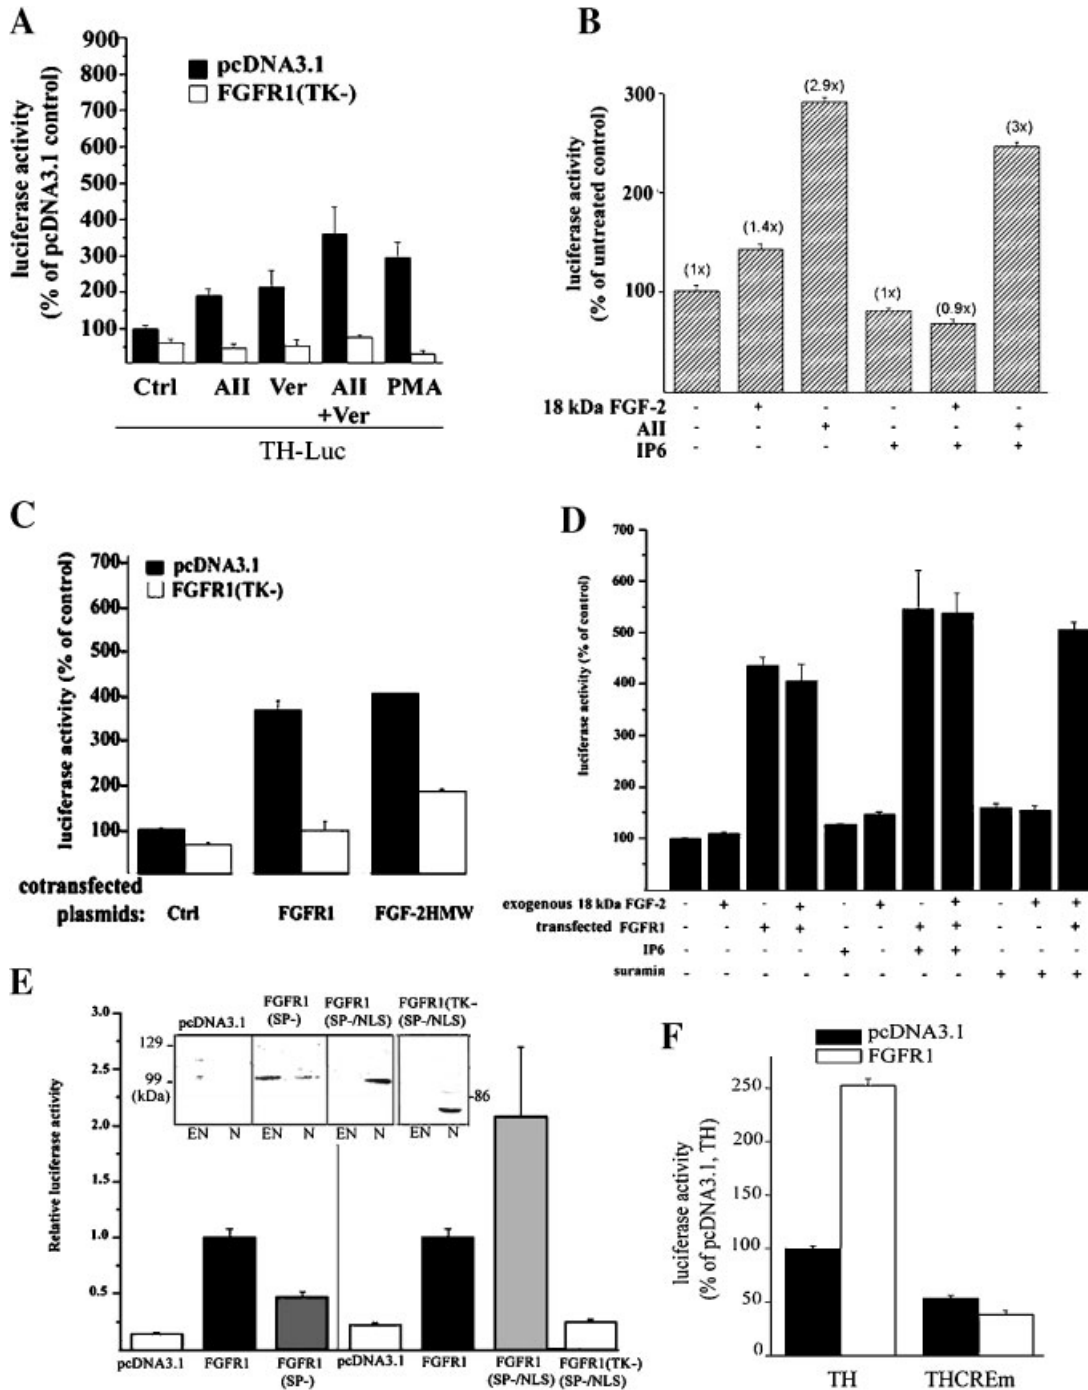 A
luciferase activity
(% of pcDNA3.1 control)
900
800
700
600
500
400
300
200
100
pcDNA3.1
FGFR1(TK-)
Ctrl
AII
Ver
AII
+Ver
PMA
TH-Luc
B
luciferase activity
(% of untreated control)
300
200
100
(1x)
(1.4x)
(2.9x)
(1x)
(0.9x)
(3x)
18 kDa FGF-2 - + - - + -
AII - - + - - +
IP6 - - - + + +
C
luciferase activity (% of control)
700
600
500
400
300
200
100
pcDNA3.1
FGFR1(TK-)
cotransfected
plasmids:
Ctrl
FGFR1
FGF-2HMW
D
luciferase activity (% of control)
700
600
500
400
300
200
100
exogenous 18 kDa FGF-2 - + - + - + - + - + +
transfected FGFR1 - - + + - - + + - - +
IP6 - - - - + - + + - - -
suramin - - - - - - - - + + +
E
Relative luciferase activity
3.0
2.5
2.0
1.5
1.0
0.5
pcDNA3.1
FGFR1
(SP-)
FGFR1
(SP-/NLS)
FGFR1(TK-)
(SP-/NLS)
129
99
(kDa)
86
EN N EN N EN N EN N
pcDNA3.1
FGFR1
FGFR1
(SP-)
pcDNA3.1
FGFR1
FGFR1
(SP-/NLS)
FGFR1(TK-)
(SP-/NLS)
F
pcDNA3.1
FGFR1
luciferase activity
(% of pcDNA3.1, TH)
250
200
150
100
50
0
TH
THCREm